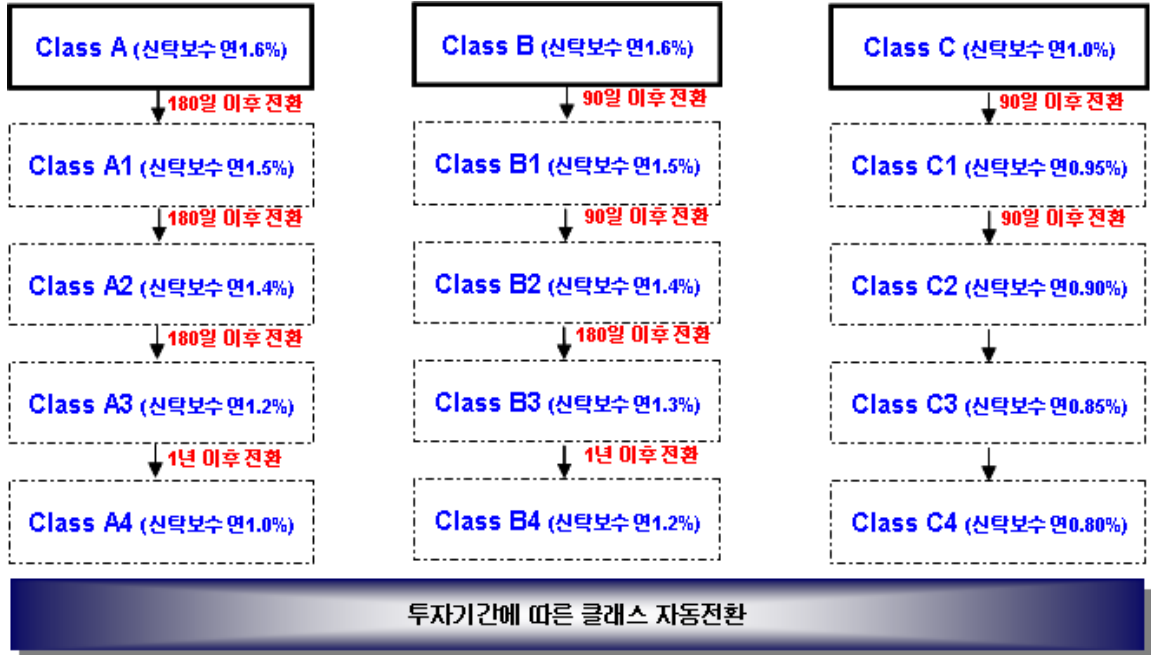 Class A (신탁보수 연1.6%)
Class B (신탁보수 연1.6%)
Class C (신탁보수 연1.0%)
180일 이후 전환
90일 이후 전환
90일 이후 전환
Class A1 (신탁보수 연1.5%)
Class B1 (신탁보수 연1.5%)
Class C1 (신탁보수 연0.95%)
180일 이후 전환
90일 이후 전환
90일 이후 전환
Class A2 (신탁보수 연1.4%)
Class B2 (신탁보수 연1.4%)
Class C2 (신탁보수 연0.90%)
180일 이후 전환
180일 이후 전환
Class A3 (신탁보수 연1.2%)
Class B3 (신탁보수 연1.3%)
Class C3 (신탁보수 연0.85%)
1년 이후 전환
1년 이후 전환
Class A4 (신탁보수 연1.0%)
Class B4 (신탁보수 연1.2%)
Class C4 (신탁보수 연0.80%)
투자기간에 따른 클래스 자동전환